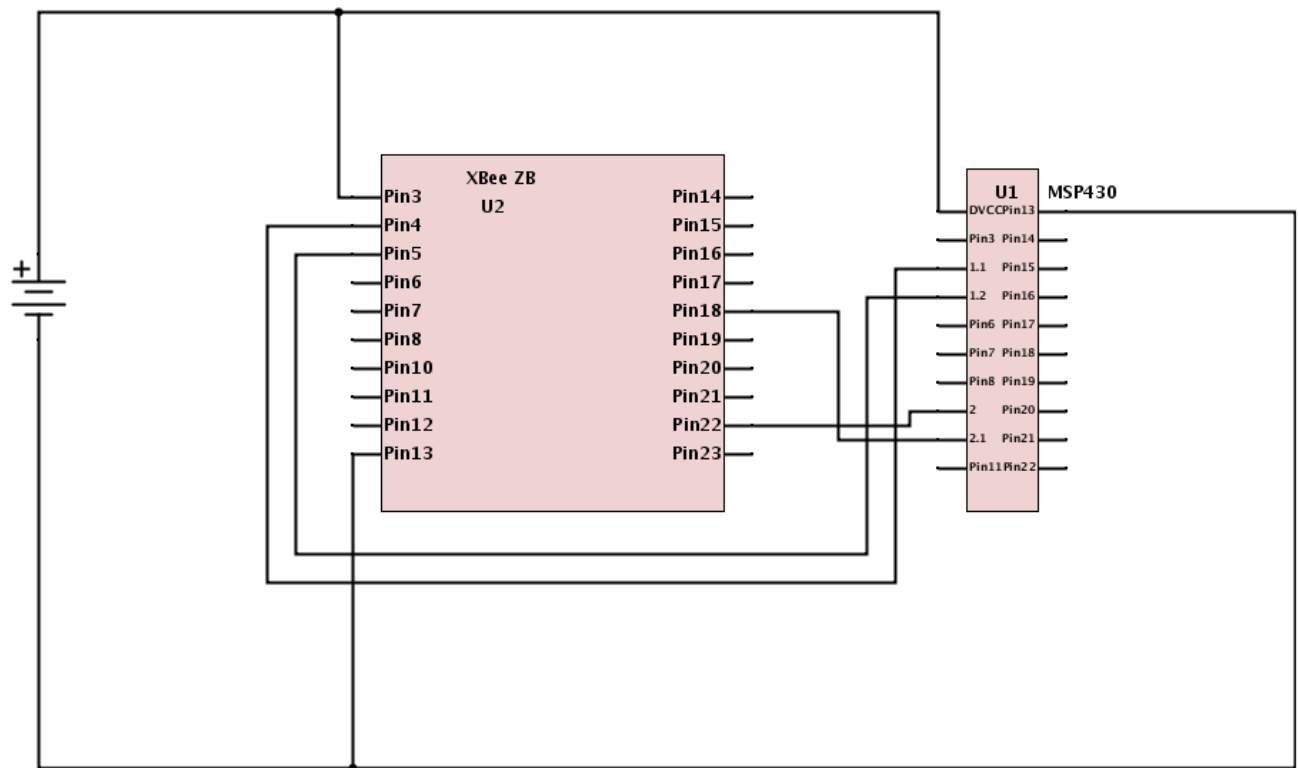 XBee ZB
U2
Pin3 Pin14
Pin4 Pin15
Pin5 Pin16
Pin6 Pin17
Pin7 Pin18
Pin8 Pin19
Pin10 Pin20
Pin11 Pin21
Pin12 Pin22
Pin13 Pin23
+
U1 MSP430
DVCC Pin13
Pin3 Pin14
1.1 Pin15
1.2 Pin16
Pin6 Pin17
Pin7 Pin18
Pin8 Pin19
2 Pin20
2.1 Pin21
Pin11 Pin22